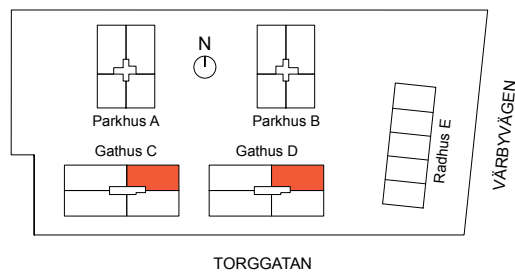 N
Parkhus A
Parkhus B
Gathus C
Gathus D
Radhus E
VÄRBYVÄGEN
TORGGATAN